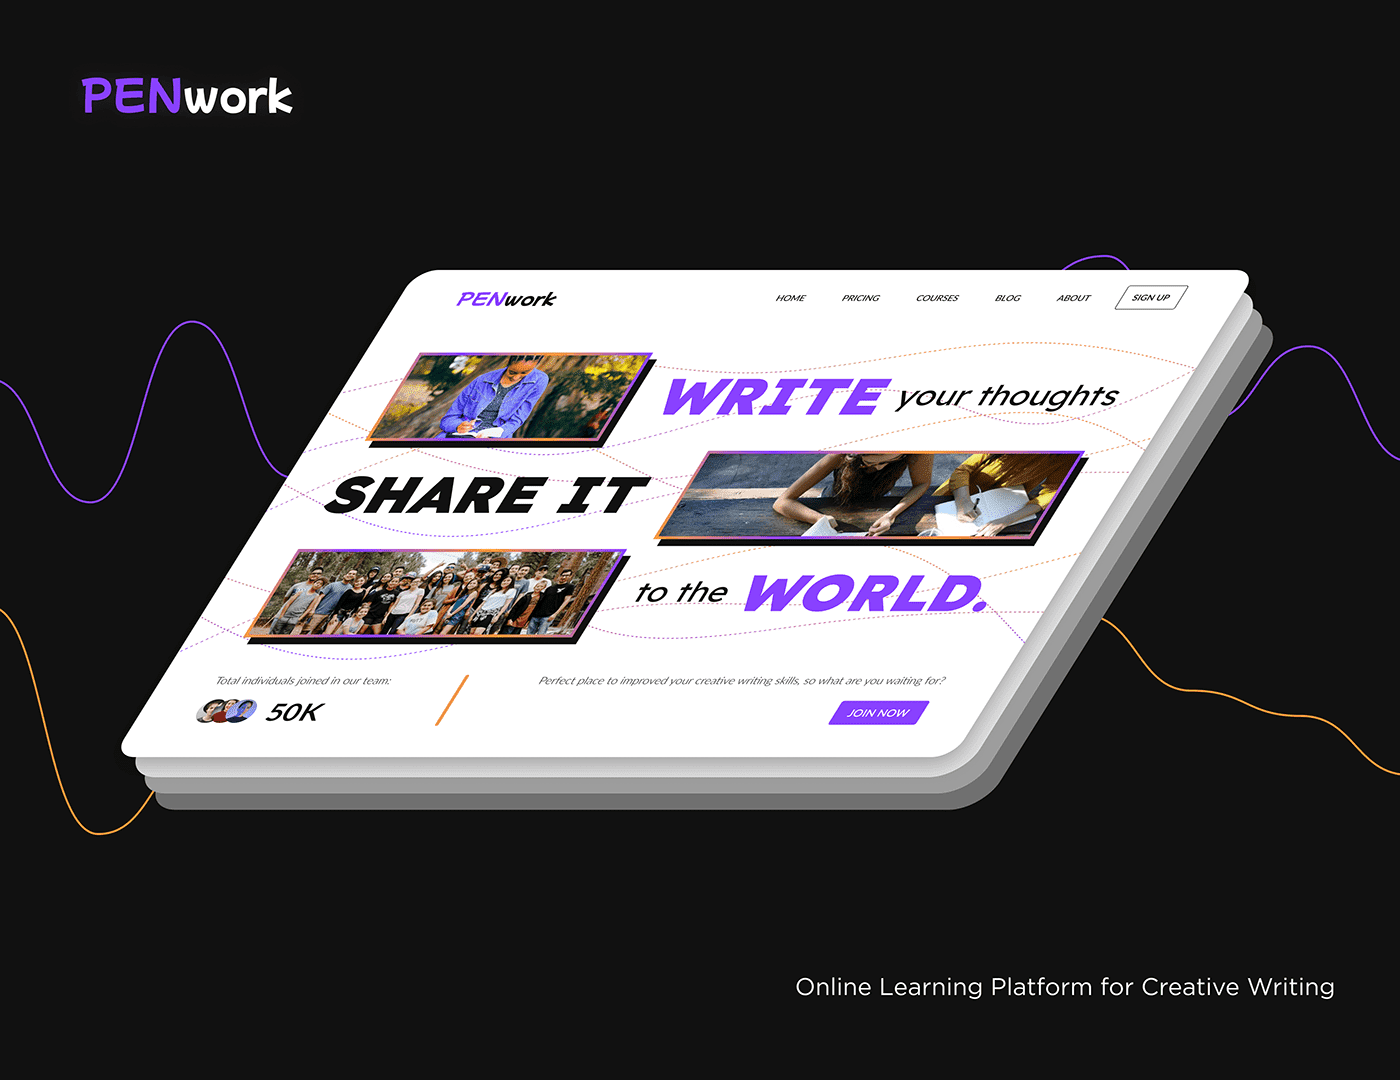 PENwork
PENwork
HOME PRICING COURSES BLOG ABOUT SIGN UP
WRITE your thoughts
SHARE IT
to the WORLD.
Total individuals joined in our team:
50K
Perfect place to improved your creative writing skills, so what are you waiting for?
JOIN NOW
Online Learning Platform for Creative Writing